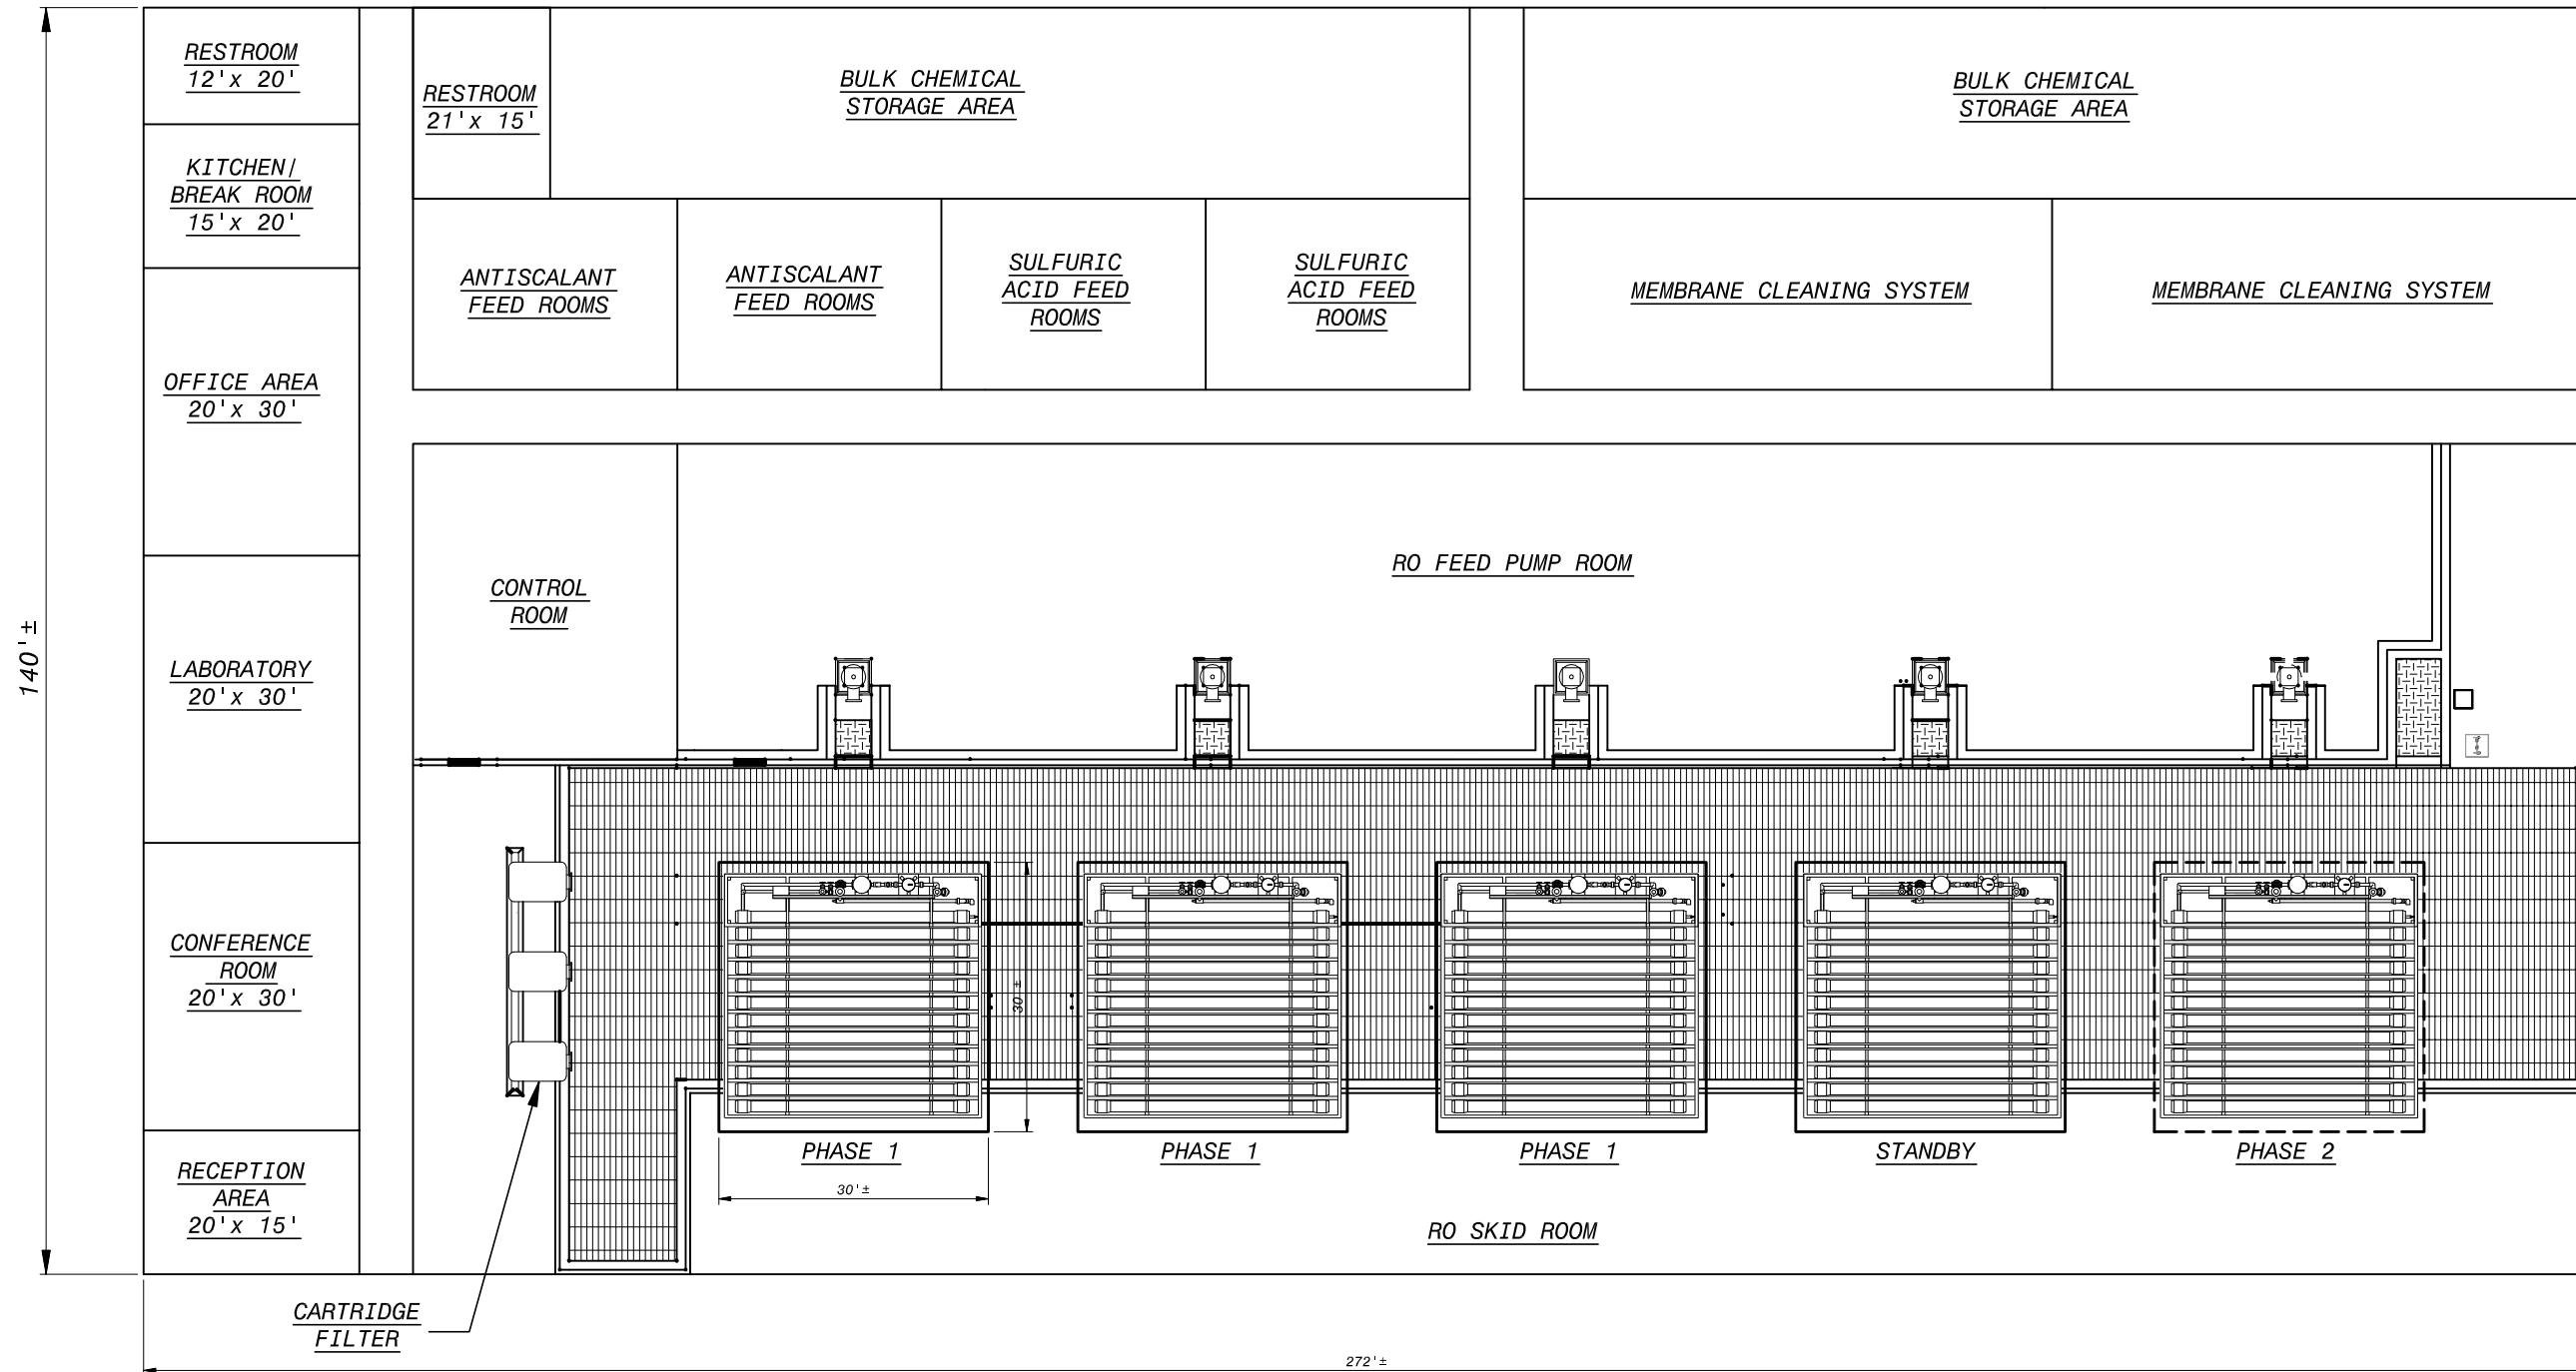 RESTROOM
12'x 20'
RESTROOM
21'x 15'
BULK CHEMICAL
STORAGE AREA
BULK CHEMICAL
STORAGE AREA
KITCHEN/
BREAK ROOM
15'x 20'
ANTISCALANT
FEED ROOMS
ANTISCALANT
FEED ROOMS
SULFURIC
ACID FEED
ROOMS
SULFURIC
ACID FEED
ROOMS
MEMBRANE CLEANING SYSTEM
MEMBRANE CLEANING SYSTEM
OFFICE AREA
20'x 30'
140'±
CONTROL
ROOM
RO FEED PUMP ROOM
LABORATORY
20'x 30'
CONFERENCE
ROOM
20'x 30'
30'±
PHASE 1
PHASE 1
PHASE 1
STANDBY
PHASE 2
30'±
RECEPTION
AREA
20'x 15'
RO SKID ROOM
CARTRIDGE
FILTER
272'±